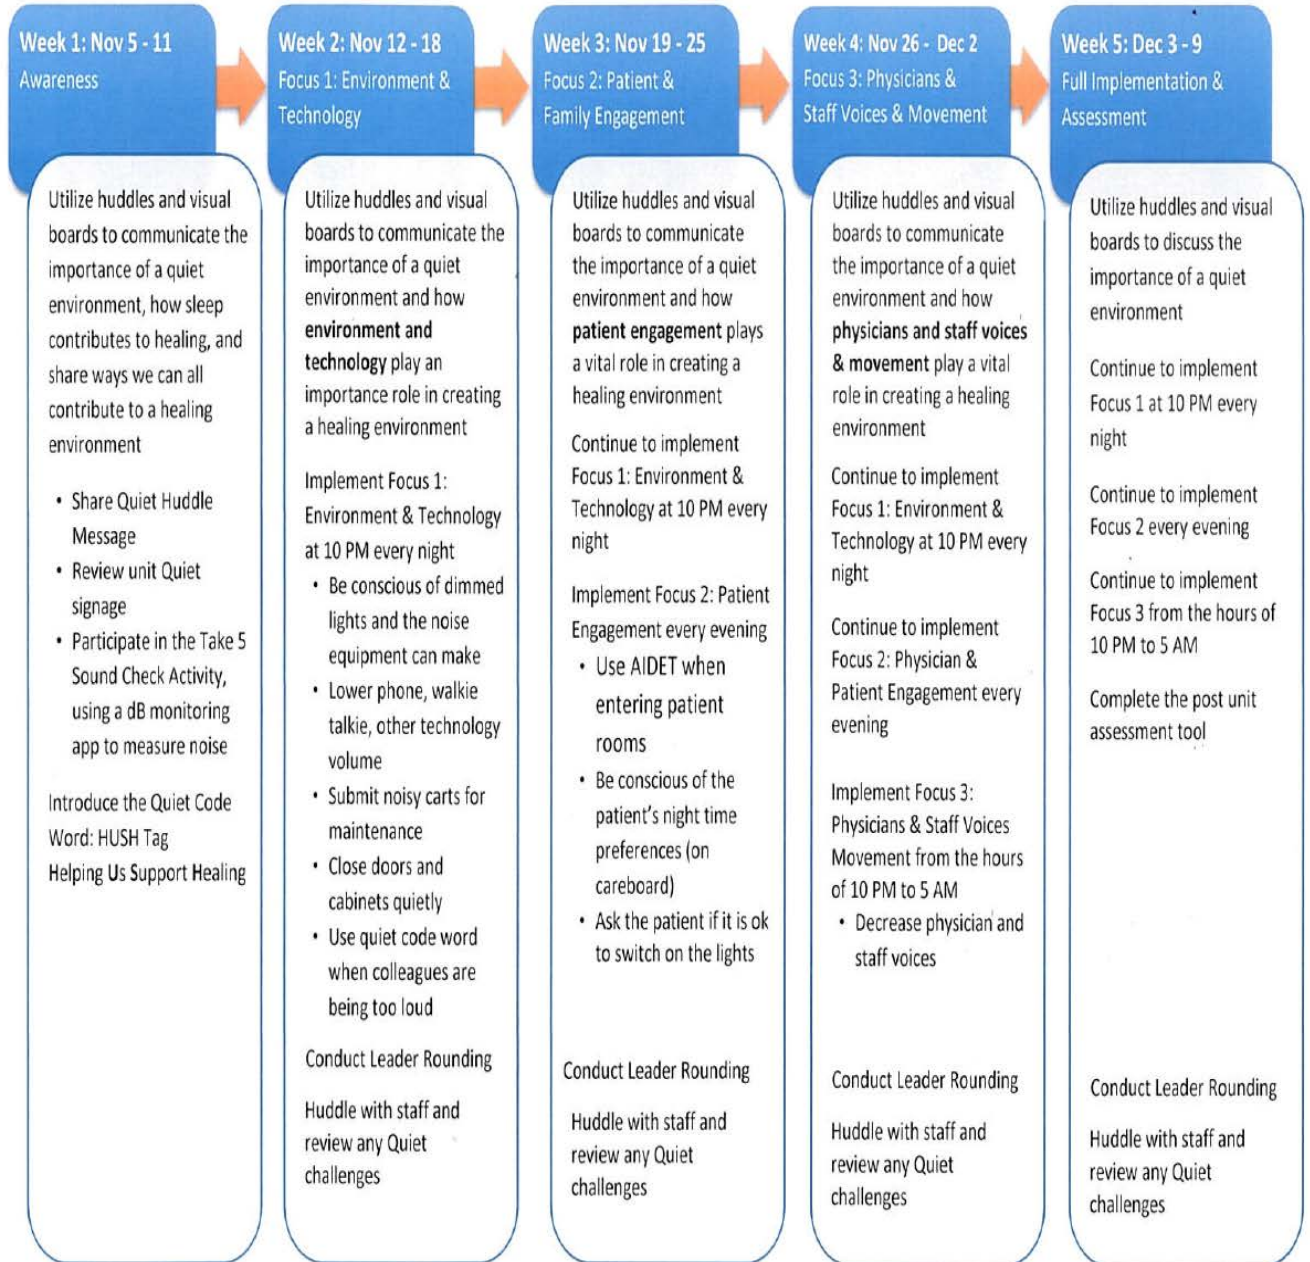 Week 1: Nov 5 - 11
Awareness
Utilize huddles and visual
boards to communicate the
importance of a quiet
environment, how sleep
contributes to healing, and
share ways we can all
contribute to a healing
environment
• Share Quiet Huddle
Message
• Review unit Quiet
signage
• Participate in the Take 5
Sound Check Activity,
using a dB monitoring
app to measure noise
Introduce the Quiet Code
Word: HUSH Tag
Helping Us Support Healing
Week 2: Nov 12 - 18
Focus 1: Environment &
Technology
Utilize huddles and visual
boards to communicate the
importance of a quiet
environment and how
environment and
technology play an
importance role in creating
a healing environment
Implement Focus 1:
Environment & Technology
at 10 PM every night
• Be conscious of dimmed
lights and the noise
equipment can make
• Lower phone, walkie
talkie, other technology
volume
• Submit noisy carts for
maintenance
• Close doors and
cabinets quietly
• Use quiet code word
when colleagues are
being too loud
Conduct Leader Rounding
Huddle with staff and
review any Quiet
challenges
Week 3: Nov 19 - 25
Focus 2: Patient &
Family Engagement
Utilize huddles and visual
boards to communicate
the importance of a quiet
environment and how
patient engagement plays
a vital role in creating a
healing environment
Continue to implement
Focus 1: Environment &
Technology at 10 PM every
night
Implement Focus 2: Patient
Engagement every evening
• Use AIDET when
entering patient
rooms
• Be conscious of the
patient's night time
preferences (on
careboard)
• Ask the patient if it is ok
to switch on the lights
Conduct Leader Rounding
Huddle with staff and
review any Quiet
challenges
Week 4: Nov 26 - Dec 2
Focus 3: Physicians &
Staff Voices & Movement
Utilize huddles and visual
boards to communicate
the importance of a quiet
environment and how
physicians and staff voices
& movement play a vital
role in creating a healing
environment
Continue to implement
Focus 1: Environment &
Technology at 10 PM every
night
Continue to implement
Focus 2: Physician &
Patient Engagement every
evening
Implement Focus 3:
Physicians & Staff Voices
Movement from the hours
of 10 PM to 5 AM
• Decrease physician and
staff voices
Conduct Leader Rounding
Huddle with staff and
review any Quiet
challenges
Week 5: Dec 3 - 9
Full Implementation &
Assessment
Utilize huddles and visual
boards to discuss the
importance of a quiet
environment
Continue to implement
Focus 1 at 10 PM every
night
Continue to implement
Focus 2 every evening
Continue to implement
Focus 3 from the hours of
10 PM to 5 AM
Complete the post unit
assessment tool
Conduct Leader Rounding
Huddle with staff and
review any Quiet
challenges